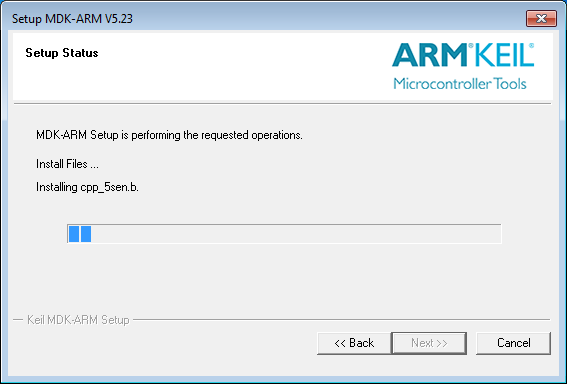 Setup MDK-ARM V5.23
Setup Status
ARM®KEIL®
Microcontroller Tools
MDK-ARM Setup is performing the requested operations.
Install Files ...
Installing cpp_5sen.b.
Keil MDK-ARM Setup
<< Back
Next >>
Cancel